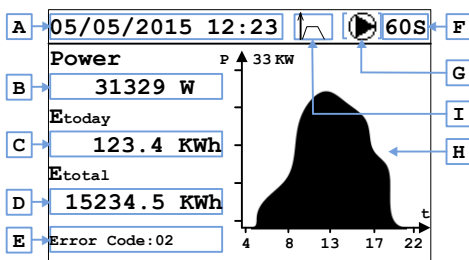 A 05/05/2015 12:23 60S F
Power P 33 KW G
B 31329 W I
Etoday
C 123.4 KWh H
Etotal
D 15234.5 KWh t
E Error Code:02 4 8 13 17 22